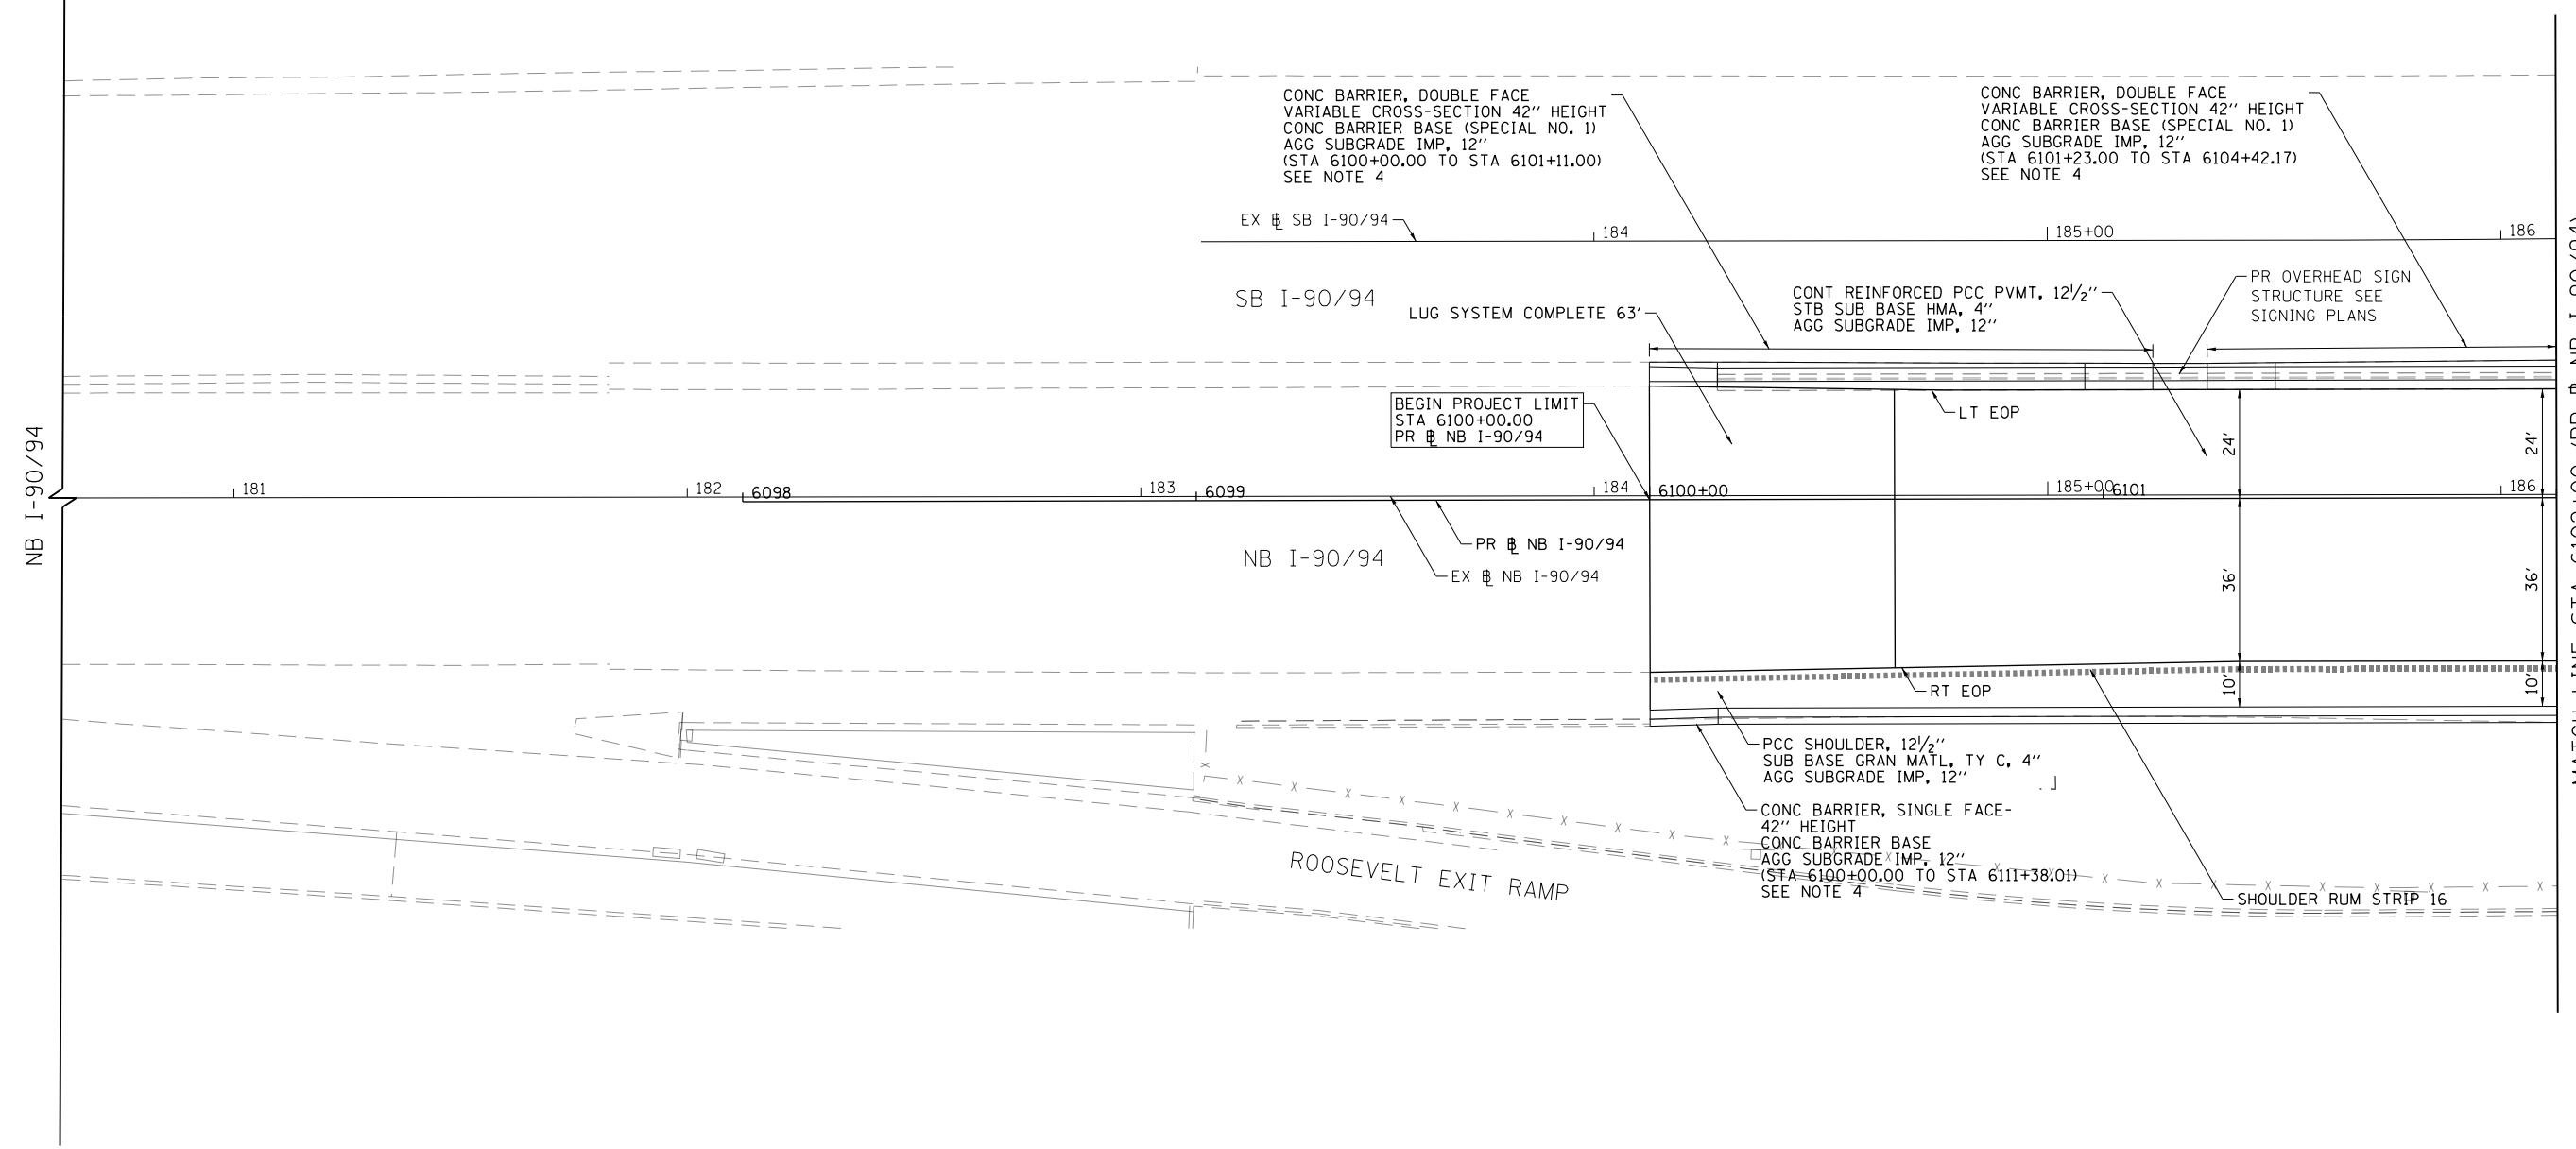 CONC BARRIER, DOUBLE FACE
VARIABLE CROSS-SECTION 42" HEIGHT
CONC BARRIER BASE (SPECIAL NO. 1)
AGG SUBGRADE IMP, 12"
(STA 6100+00.00 TO STA 6101+11.00)
SEE NOTE 4
CONC BARRIER, DOUBLE FACE
VARIABLE CROSS-SECTION 42" HEIGHT
CONC BARRIER BASE (SPECIAL NO. 1)
AGG SUBGRADE IMP, 12"
(STA 6101+23.00 TO STA 6104+42.17)
SEE NOTE 4
EX ℄ SB I-90/94
184
185+00
186
SB I-90/94
LUG SYSTEM COMPLETE 63'
CONT REINFORCED PCC PVMT, 12½"
STB SUB BASE HMA, 4"
AGG SUBGRADE IMP, 12"
PR OVERHEAD SIGN
STRUCTURE SEE
SIGNING PLANS
BEGIN PROJECT LIMIT
STA 6100+00.00
PR ℄ NB I-90/94
LT EOP
24'
24'
NB I-90/94
181
182
6098
183
6099
184
6100+00
185+00
6101
186
PR ℄ NB I-90/94
EX ℄ NB I-90/94
NB I-90/94
36'
36'
10'
10'
RT EOP
PCC SHOULDER, 12½"
SUB BASE GRAN MATL, TY C, 4"
AGG SUBGRADE IMP, 12"
CONC BARRIER, SINGLE FACE-
42" HEIGHT
CONC BARRIER BASE
AGG SUBGRADE IMP, 12"
(STA 6100+00.00 TO STA 6111+38.01)
SEE NOTE 4
ROOSEVELT EXIT RAMP
SHOULDER RUM STRIP 16